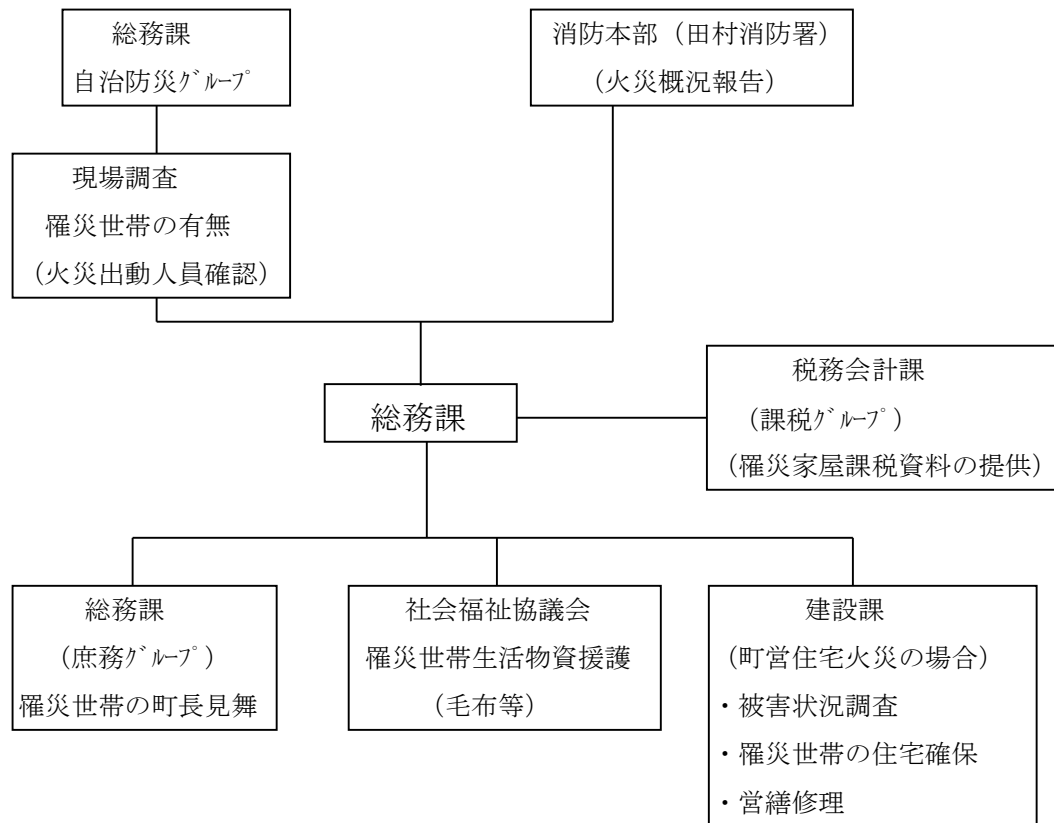 総務課
自治防災ｸﾞﾙｰﾌﾟ
消防本部（田村消防署）
（火災概況報告）
現場調査
罹災世帯の有無
（火災出動人員確認）
総務課
税務会計課
（課税ｸﾞﾙｰﾌﾟ）
（罹災家屋課税資料の提供）
総務課
（庶務ｸﾞﾙｰﾌﾟ）
罹災世帯の町長見舞
社会福祉協議会
罹災世帯生活物資援護
（毛布等）
建設課
（町営住宅火災の場合）
・被害状況調査
・罹災世帯の住宅確保
・営繕修理